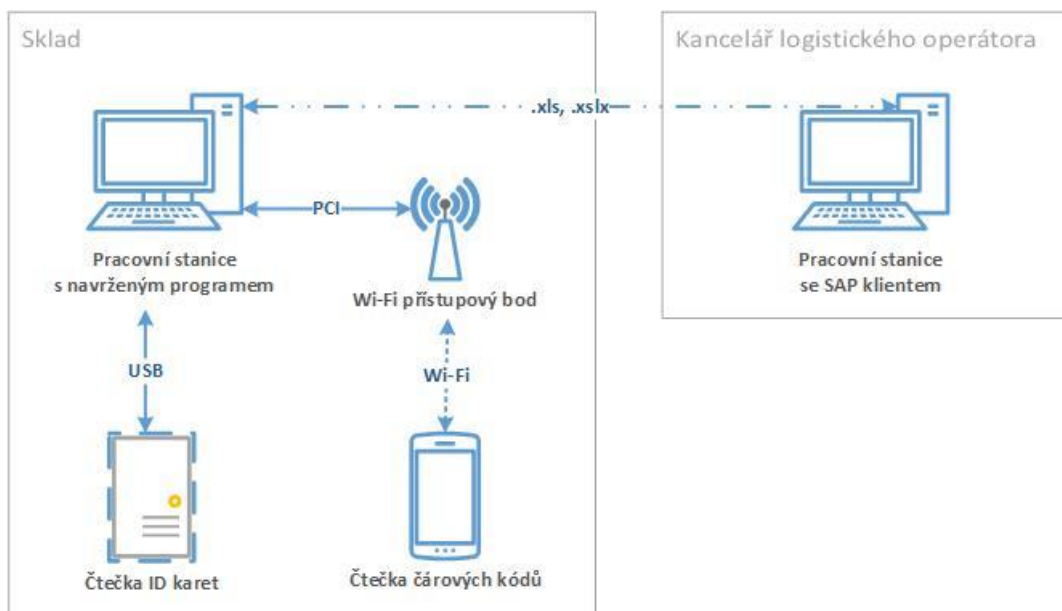 Sklad
Kancelář logistického operátora
.xls, .xslx
PCI
Pracovní stanice
s navrženým programem
Wi-Fi přístupový bod
Pracovní stanice
se SAP klientem
USB
Wi-Fi
Čtečka ID karet
Čtečka čárových kódů